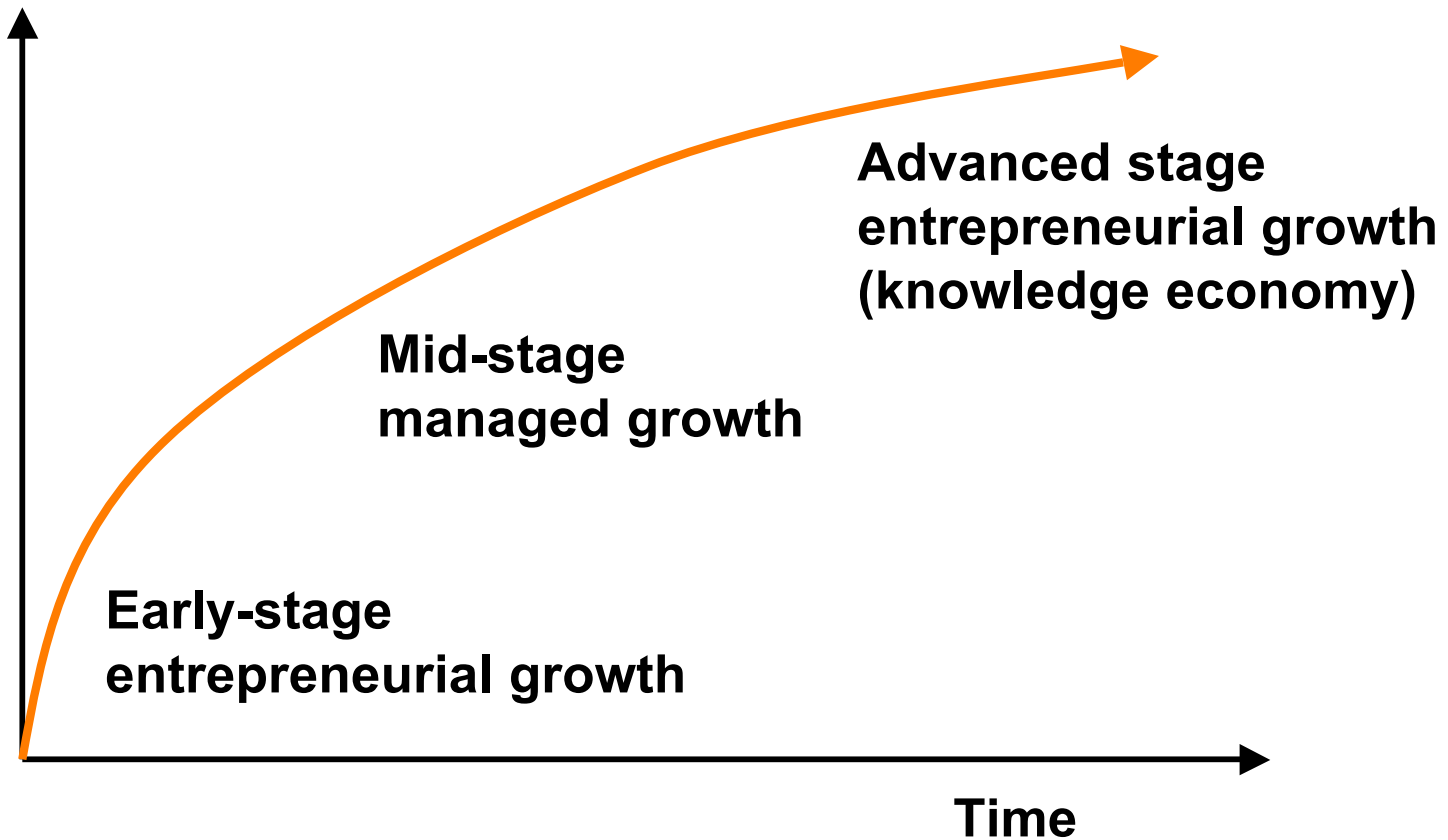 Advanced stage
entrepreneurial growth
(knowledge economy)
Mid-stage
managed growth
Early-stage
entrepreneurial growth
Time